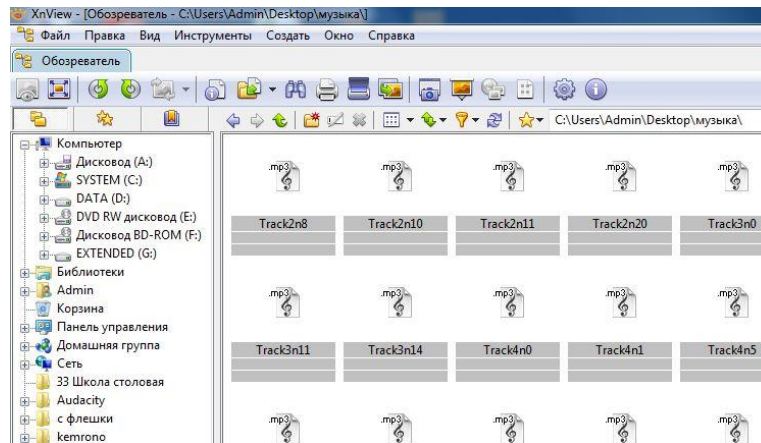 XnView - [Обозреватель - C:\Users\Admin\Desktop\музыка\]
Файл Правка Вид Инструменты Создать Окно Справка
Обозреватель
C:\Users\Admin\Desktop\музыка\
Компьютер
Дисковод (A:)
SYSTEM (C:)
DATA (D:)
DVD RW дисковод (E:)
Дисковод BD-ROM (F:)
EXTENDED (G:)
Библиотеки
Admin
Корзина
Панель управления
Домашняя группа
Сеть
33 Школа столовая
Audacity
с флешки
kemrono
.mp3 .mp3 .mp3 .mp3 .mp3
Track2n8 Track2n10 Track2n11 Track2n20 Track3n0
.mp3 .mp3 .mp3 .mp3 .mp3
Track3n11 Track3n14 Track4n0 Track4n1 Track4n5
.mp3 .mp3 .mp3 .mp3 .mp3